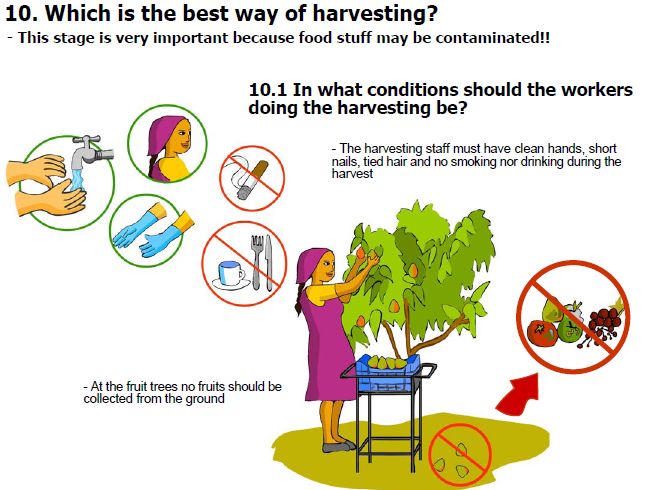 10. Which is the best way of harvesting?
- This stage is very important because food stuff may be contaminated!!
10.1 In what conditions should the workers
doing the harvesting be?
- The harvesting staff must have clean hands, short
nails, tied hair and no smoking nor drinking during the
harvest
- At the fruit trees no fruits should be
collected from the ground